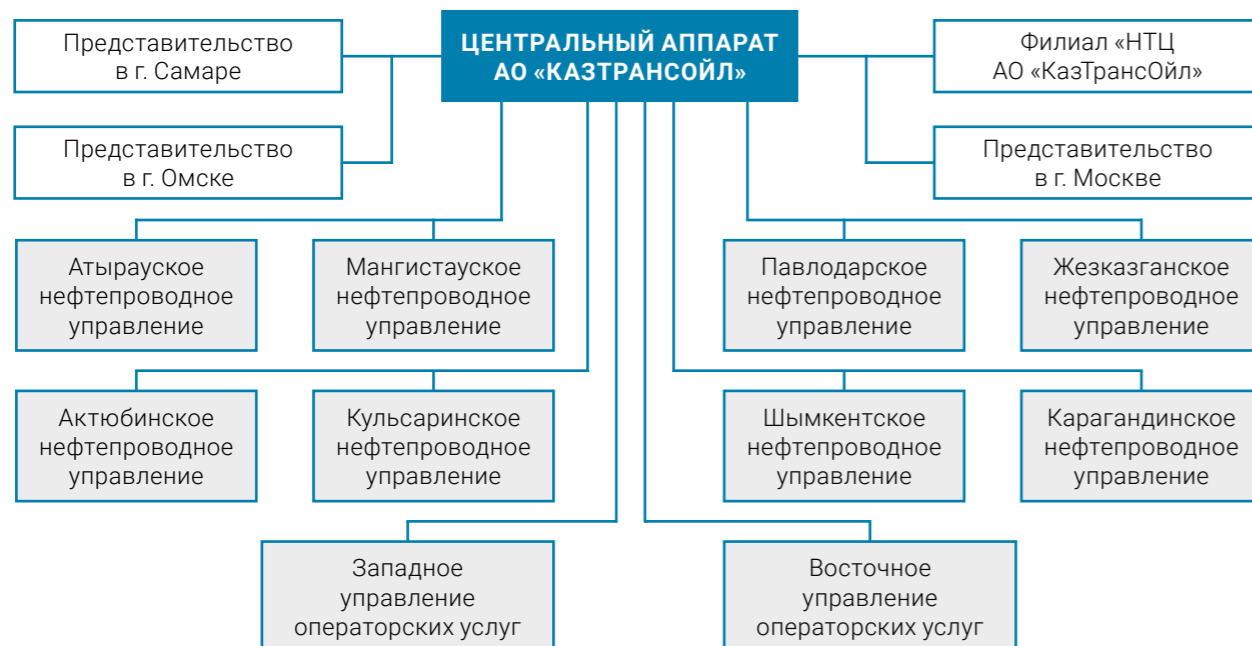 Представительство
в г. Самаре
ЦЕНТРАЛЬНЫЙ АППАРАТ
АО «КАЗТРАНСОЙЛ»
Филиал «НТЦ
АО «КазТрансОйл»
Представительство
в г. Омске
Представительство
в г. Москве
Атырауское
нефтепроводное
управление
Мангистауское
нефтепроводное
управление
Павлодарское
нефтепроводное
управление
Жезказганское
нефтепроводное
управление
Актюбинское
нефтепроводное
управление
Кульсаринское
нефтепроводное
управление
Шымкентское
нефтепроводное
управление
Карагандинское
нефтепроводное
управление
Западное
управление
операторских услуг
Восточное
управление
операторских услуг